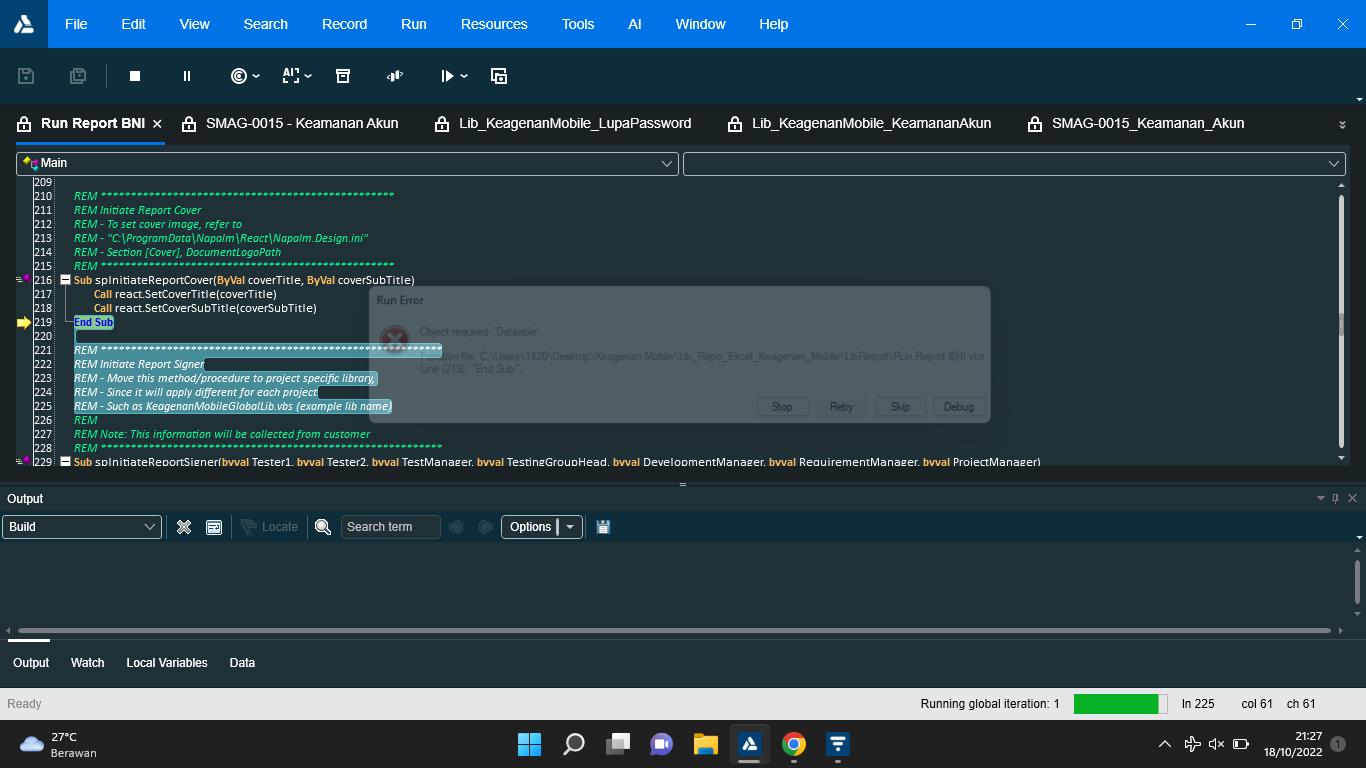 File Edit View Search Record Run Resources Tools AI Window Help
AI
Run Report BNI SMAG-0015 - Keamanan Akun Lib_KeagenanMobile_LupaPassword Lib_KeagenanMobile_KeamananAkun SMAG-0015_Keamanan_Akun
Main
209
210 REM **************************************************
211 REM Initiate Report Cover
212 REM - To set cover image, refer to
213 REM - "C:\ProgramData\Napalm\React\Napalm.Design.ini"
214 REM - Section [Cover], DocumentLogoPath
215 REM **************************************************
216 Sub spInitiateReportCover(ByVal coverTitle, ByVal coverSubTitle)
217 Call react.SetCoverTitle(coverTitle)
218 Call react.SetCoverSubTitle(coverSubTitle)
219 End Sub
220
221 REM **********************************************************
222 REM Initiate Report Signer
223 REM - Move this method/procedure to project specific library,
224 REM - Since it will apply different for each project
225 REM - Such as KeagenanMobileGlobalLib.vbs (example lib name)
226 REM
227 REM Note: This information will be collected from customer
228 REM **********************************************************
229 Sub spInitiateReportSigner(byval Tester1, byval Tester2, byval TestManager, byval TestingGroupHead, byval DevelopmentManager, byval RequirementManager, byval ProjectManager)
Run Error
Object required: 'Dataable'
Function file: C:\Users\1420\Desktop\Keagenan-Mobile\Lib_Repo_Excel_Keagenan_Mobile\LibReport\Run Report BNI.vbs
Line (219): "End Sub".
Stop Retry Skip Debug
Output
Build Locate Search term Options
Output Watch Local Variables Data
Ready Running global iteration: 1 ln 225 col 61 ch 61
27°C
Berawan
21:27
18/10/2022
1